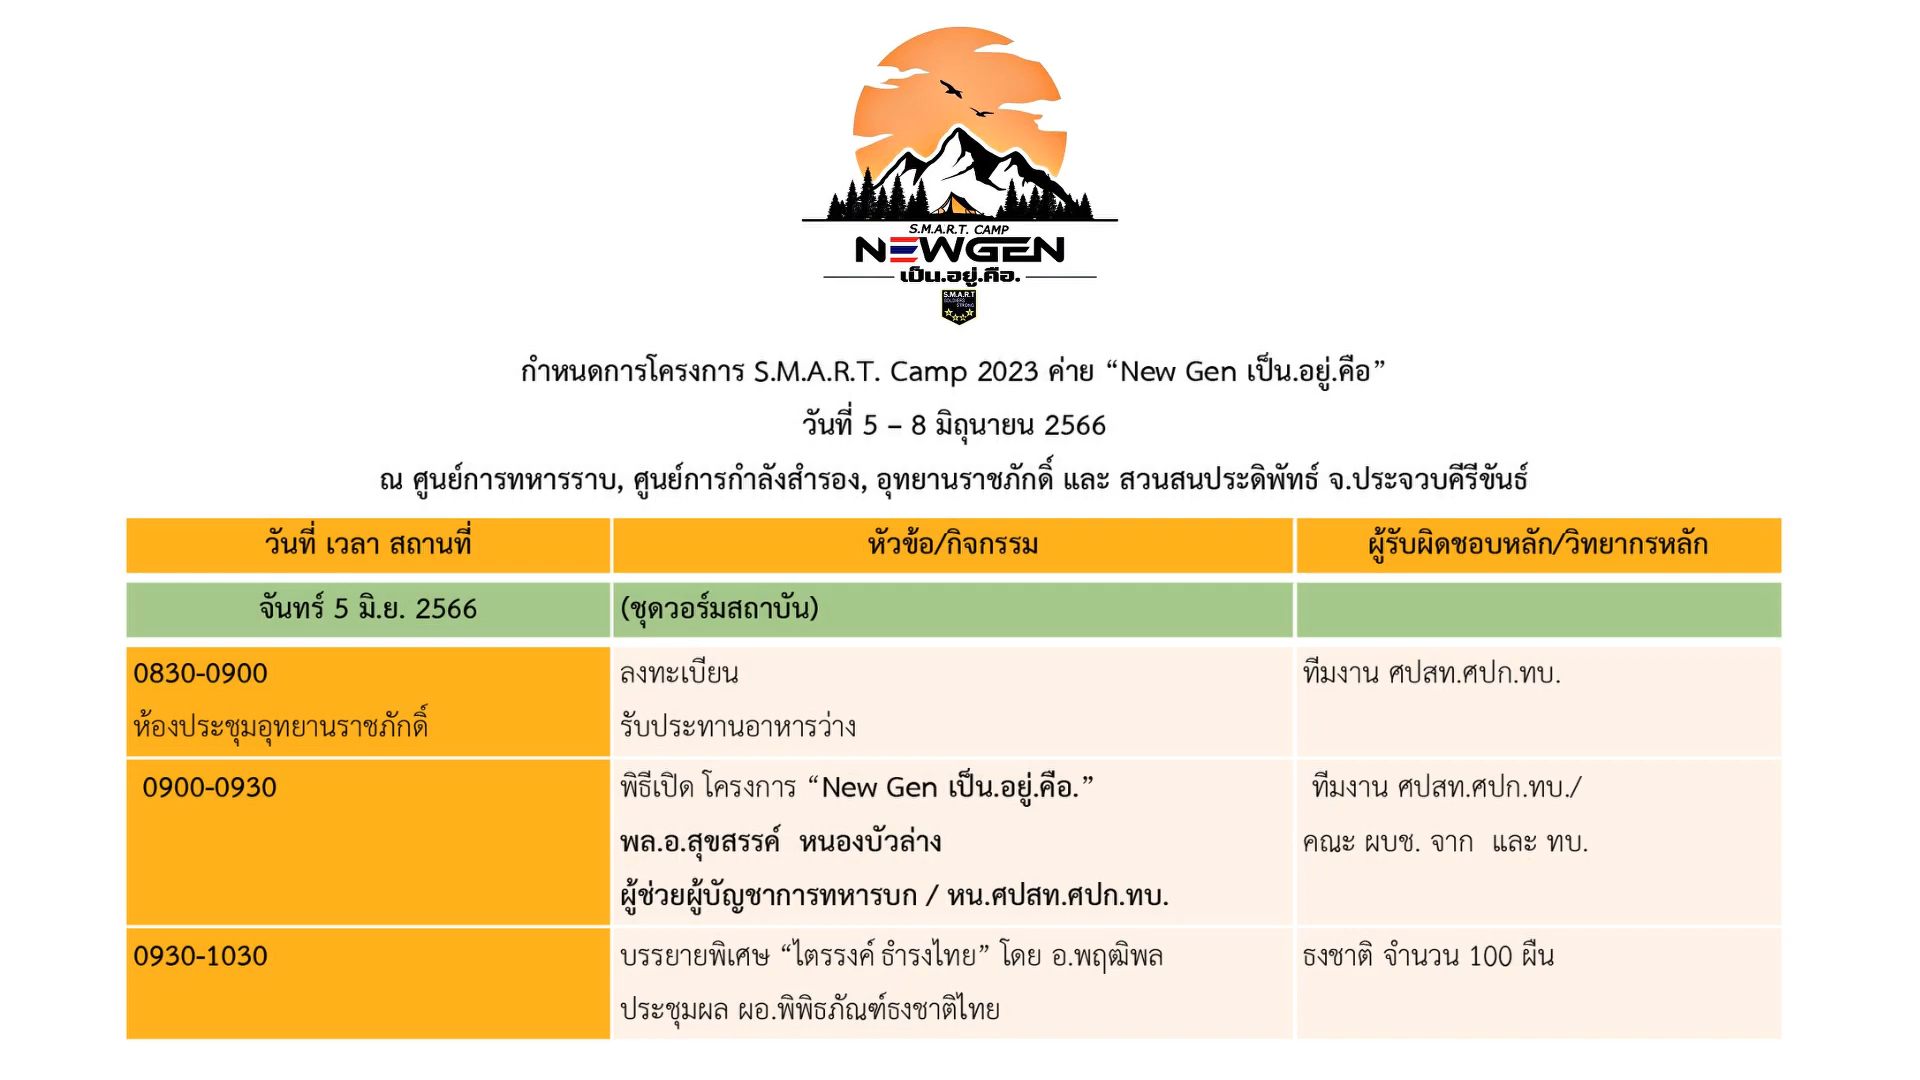 S.M.A.R.T. CAMP
NEWGEN
เป็น.อยู่.คือ.
S.M.A.R.T
SOLDIERS
STRONG
กำหนดการโครงการ S.M.A.R.T. Camp 2023 ค่าย “New Gen เป็น.อยู่.คือ”
วันที่ 5 – 8 มิถุนายน 2566
ณ ศูนย์การทหารราบ, ศูนย์การกำลังสำรอง, อุทยานราชภักดิ์ และ สวนสนประดิพัทธ์ จ.ประจวบคีรีขันธ์
วันที่ เวลา สถานที่
หัวข้อ/กิจกรรม
ผู้รับผิดชอบหลัก/วิทยากรหลัก
จันทร์ 5 มิ.ย. 2566
(ชุดวอร์มสถาบัน)
0830-0900
ห้องประชุมอุทยานราชภักดิ์
ลงทะเบียน
รับประทานอาหารว่าง
ทีมงาน ศปสท.ศปก.ทบ.
0900-0930
พิธีเปิด โครงการ “New Gen เป็น.อยู่.คือ.”
พล.อ.สุขสรรค์ หนองบัวล่าง
ผู้ช่วยผู้บัญชาการทหารบก / หน.ศปสท.ศปก.ทบ.
ทีมงาน ศปสท.ศปก.ทบ./
คณะ ผบช. จาก และ ทบ.
0930-1030
บรรยายพิเศษ “ไตรรงค์ ธำรงไทย” โดย อ.พฤฒิพล
ประชุมผล ผอ.พิพิธภัณฑ์ธงชาติไทย
ธงชาติ จำนวน 100 ผืน